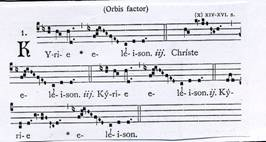 (Orbis factor)
(X) XIV-XVI. s.
1.
KY-ri- e * e- lé- i-son. iij. Christe
e- lé- i-son. iij. Ký-ri- e e- lé- i-son. ij. Ký-
ri- e * e- lé- i-son.